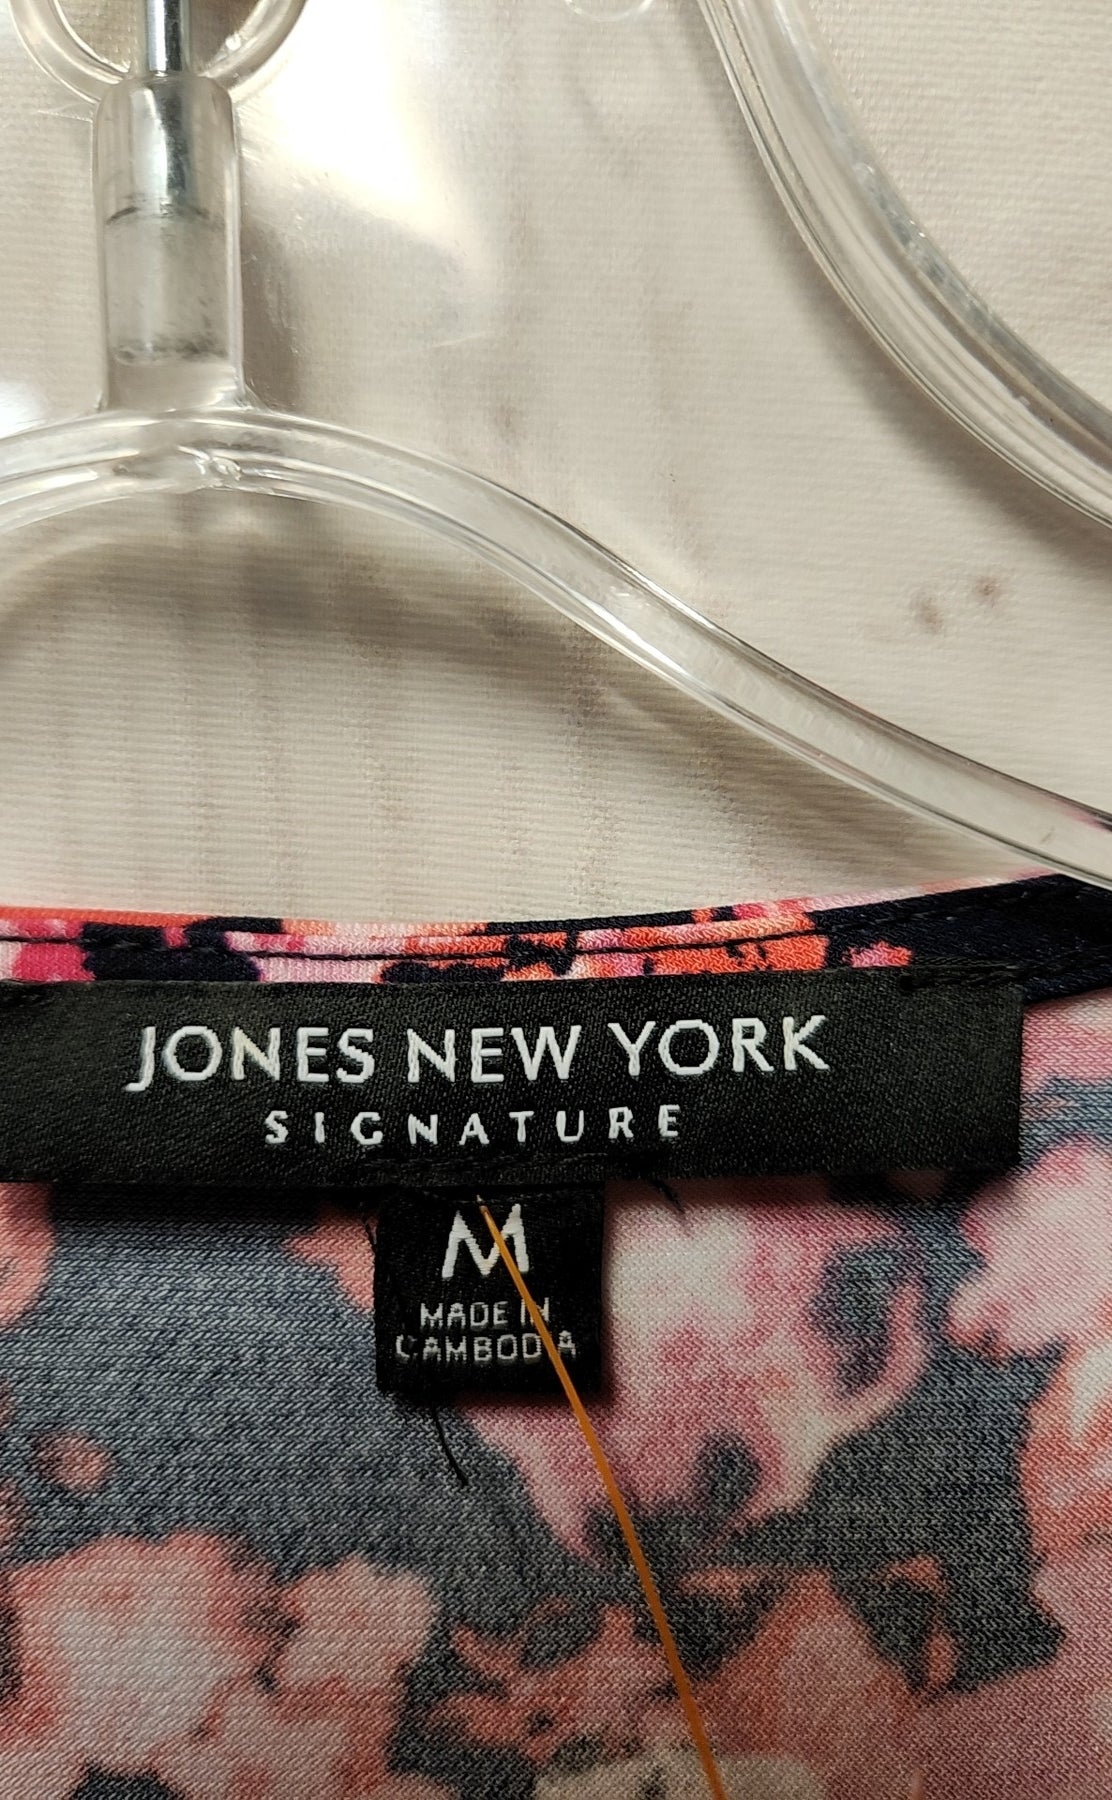 JONES NEW YORK
SIGNATURE
M
MADE IN
CAMBODIA